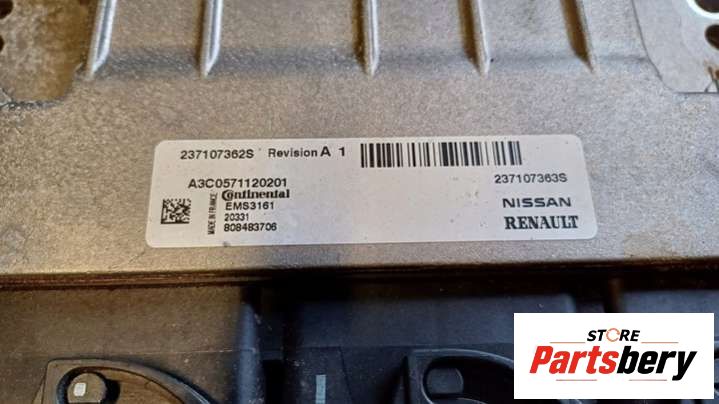 237107362S Revision A 1
237107363S
A3C0571120201
Continental
EMS3161
20331
808483706
MADE IN FRANCE
NISSAN
RENAULT
STORE
Partsbery